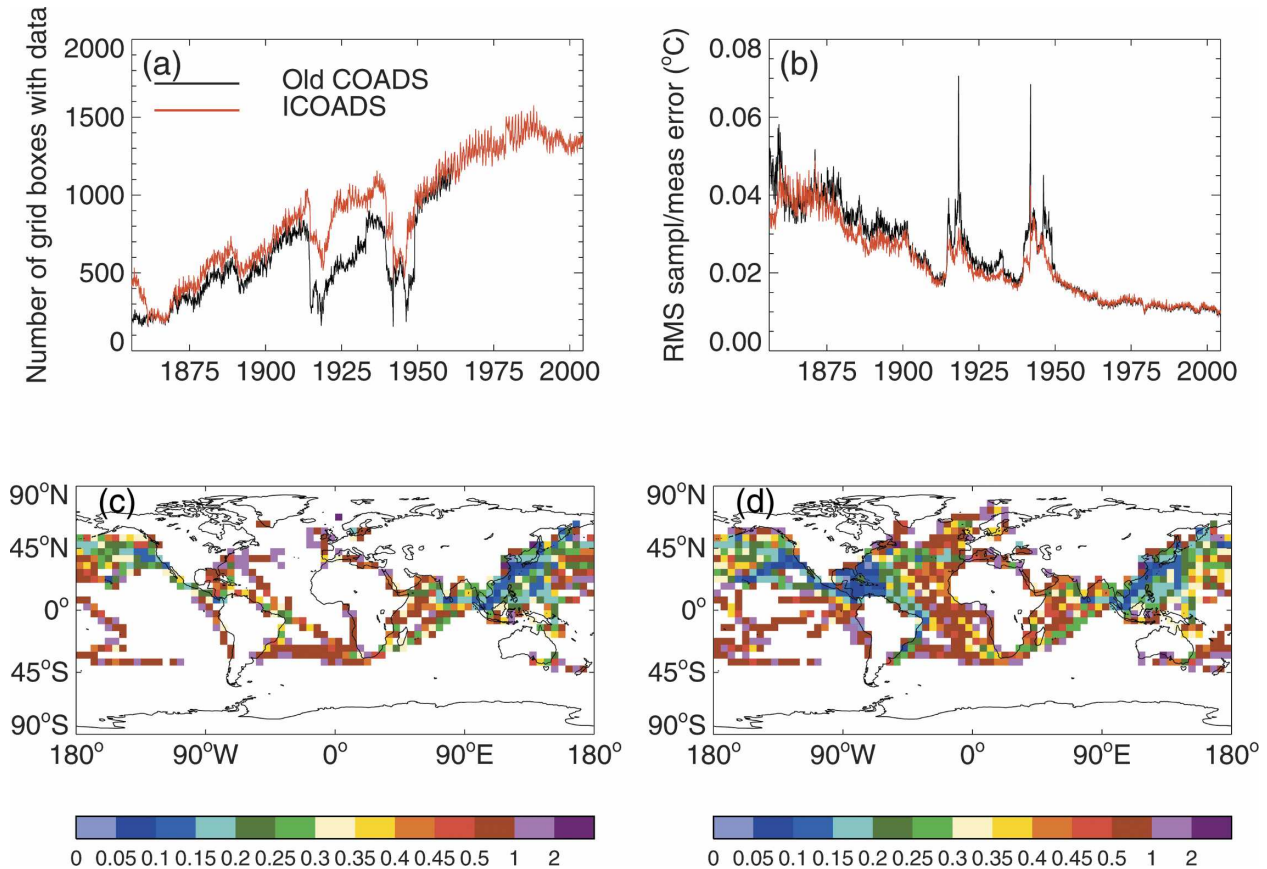 Number of grid boxes with data
2000
1500
1000
500
0
(a)
Old COADS
ICOADS
1875 1900 1925 1950 1975 2000
RMS sampl/meas error (°C)
0.08
0.06
0.04
0.02
0.00
(b)
1875 1900 1925 1950 1975 2000
(c)
90°N
45°N
0°
45°S
90°S
180° 90°W 0° 90°E 180°
0 0.05 0.1 0.15 0.2 0.25 0.3 0.35 0.4 0.45 0.5 1 2
(d)
90°N
45°N
0°
45°S
90°S
180° 90°W 0° 90°E 180°
0 0.05 0.1 0.15 0.2 0.25 0.3 0.35 0.4 0.45 0.5 1 2